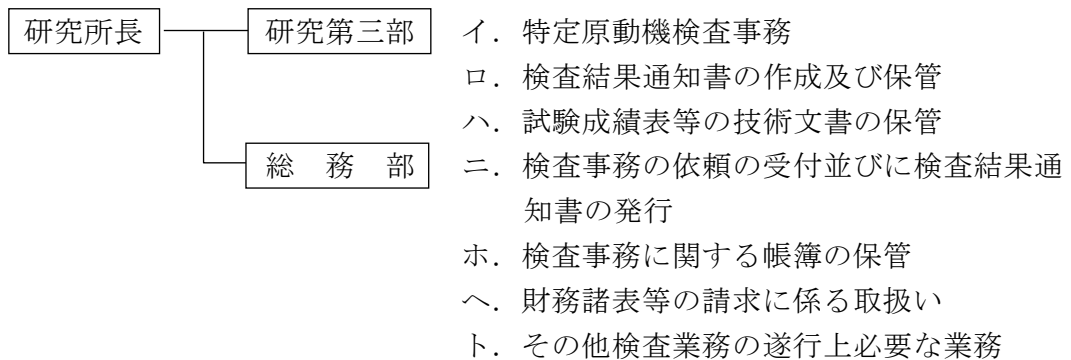 研究所長 研究第三部 イ．特定原動機検査事務
ロ．検査結果通知書の作成及び保管
ハ．試験成績表等の技術文書の保管
総 務 部 ニ．検査事務の依頼の受付並びに検査結果通
知書の発行
ホ．検査事務に関する帳簿の保管
ヘ．財務諸表等の請求に係る取扱い
ト．その他検査業務の遂行上必要な業務